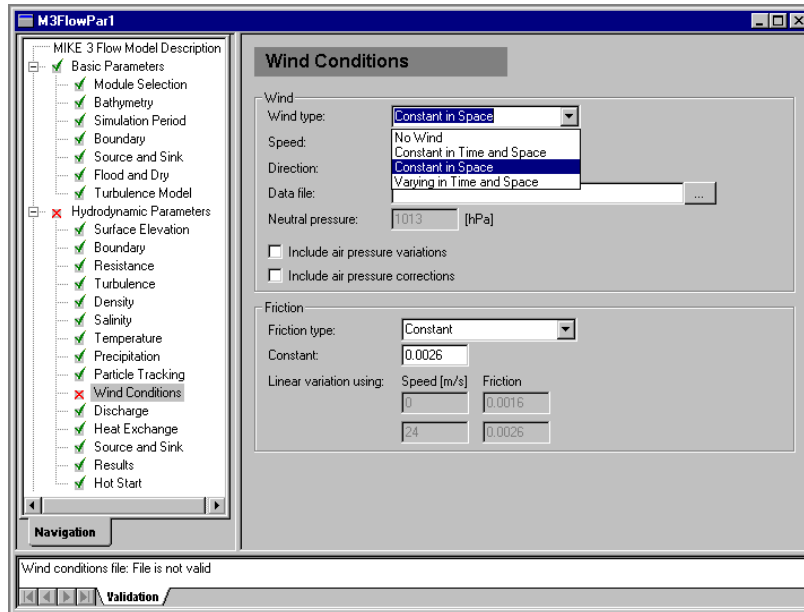 M3FlowPar1
MIKE 3 Flow Model Description
Basic Parameters
Module Selection
Bathymetry
Simulation Period
Boundary
Source and Sink
Flood and Dry
Turbulence Model
Hydrodynamic Parameters
Surface Elevation
Boundary
Resistance
Turbulence
Density
Salinity
Temperature
Precipitation
Particle Tracking
Wind Conditions
Discharge
Heat Exchange
Source and Sink
Results
Hot Start
Navigation
Wind Conditions
Wind
Wind type: Constant in Space
No Wind
Speed:
Constant in Time and Space
Direction: Constant in Space
Varying in Time and Space
Data file: ...
Neutral pressure: 1013 [hPa]
Include air pressure variations
Include air pressure corrections
Friction
Friction type: Constant
Constant: 0.0026
Linear variation using: Speed [m/s] Friction
0 0.0016
24 0.0026
Wind conditions file: File is not valid
Validation